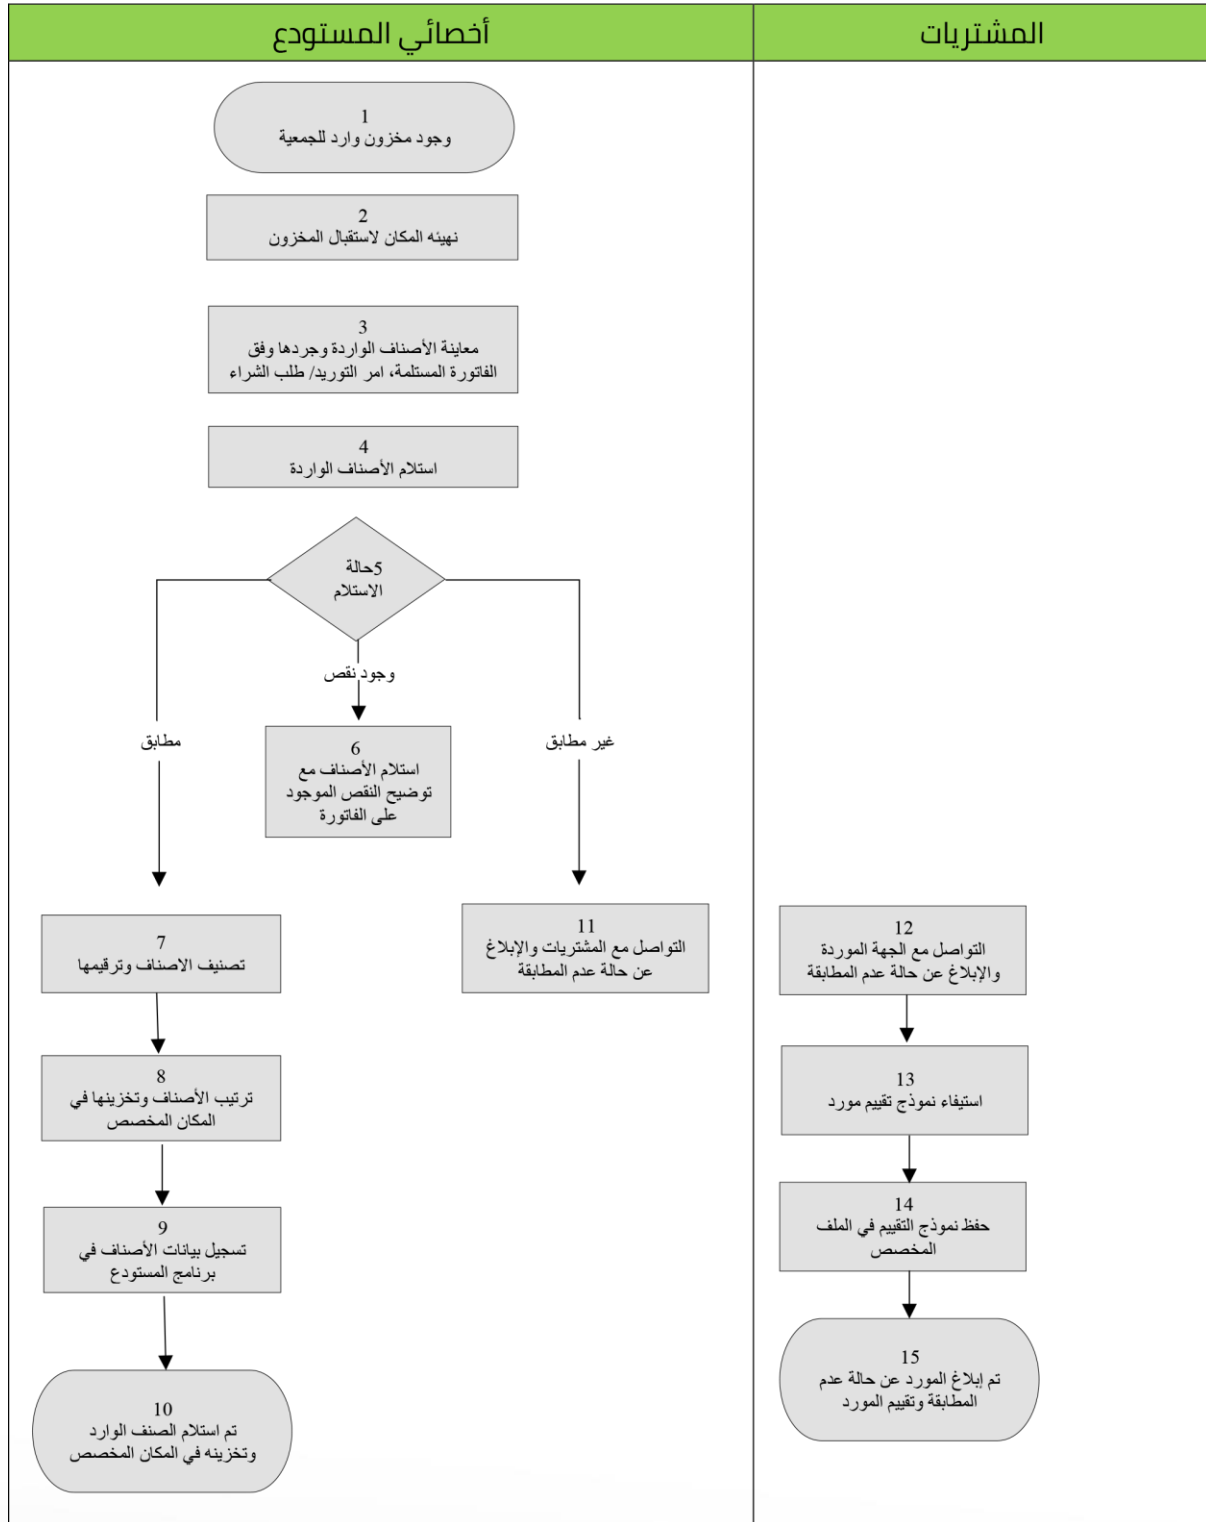 المشتريات
أخصائي المستودع
1
وجود مخزون وارد للجمعية
2
نهيئه المكان لاستقبال المخزون
3
معاينة الأصناف الواردة وجردها وفق
الفاتورة المستلمة، امر التوريد/ طلب الشراء
4
استلام الأصناف الواردة
5حالة
الاستلام
وجود نقص
غير مطابق
مطابق
6
استلام الأصناف مع
توضيح النقص الموجود
على الفاتورة
7
تصنيف الاصناف وترقيمها
8
ترتيب الأصناف وتخزينها في
المكان المخصص
9
تسجيل بيانات الأصناف في
برنامج المستودع
10
تم استلام الصنف الوارد
وتخزينه في المكان المخصص
11
التواصل مع المشتريات والإبلاغ
عن حالة عدم المطابقة
12
التواصل مع الجهة الموردة
والإبلاغ عن حالة عدم المطابقة
13
استيفاء نموذج تقييم مورد
14
حفظ نموذج التقييم في الملف
المخصص
15
تم إبلاغ المورد عن حالة عدم
المطابقة وتقييم المورد